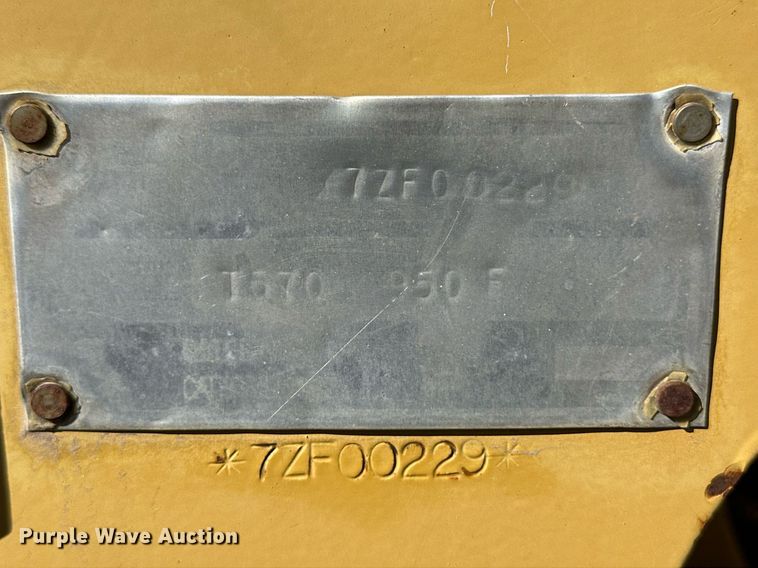 7ZF00229
1570 950 F
*7ZF00229*
Purple Wave Auction®